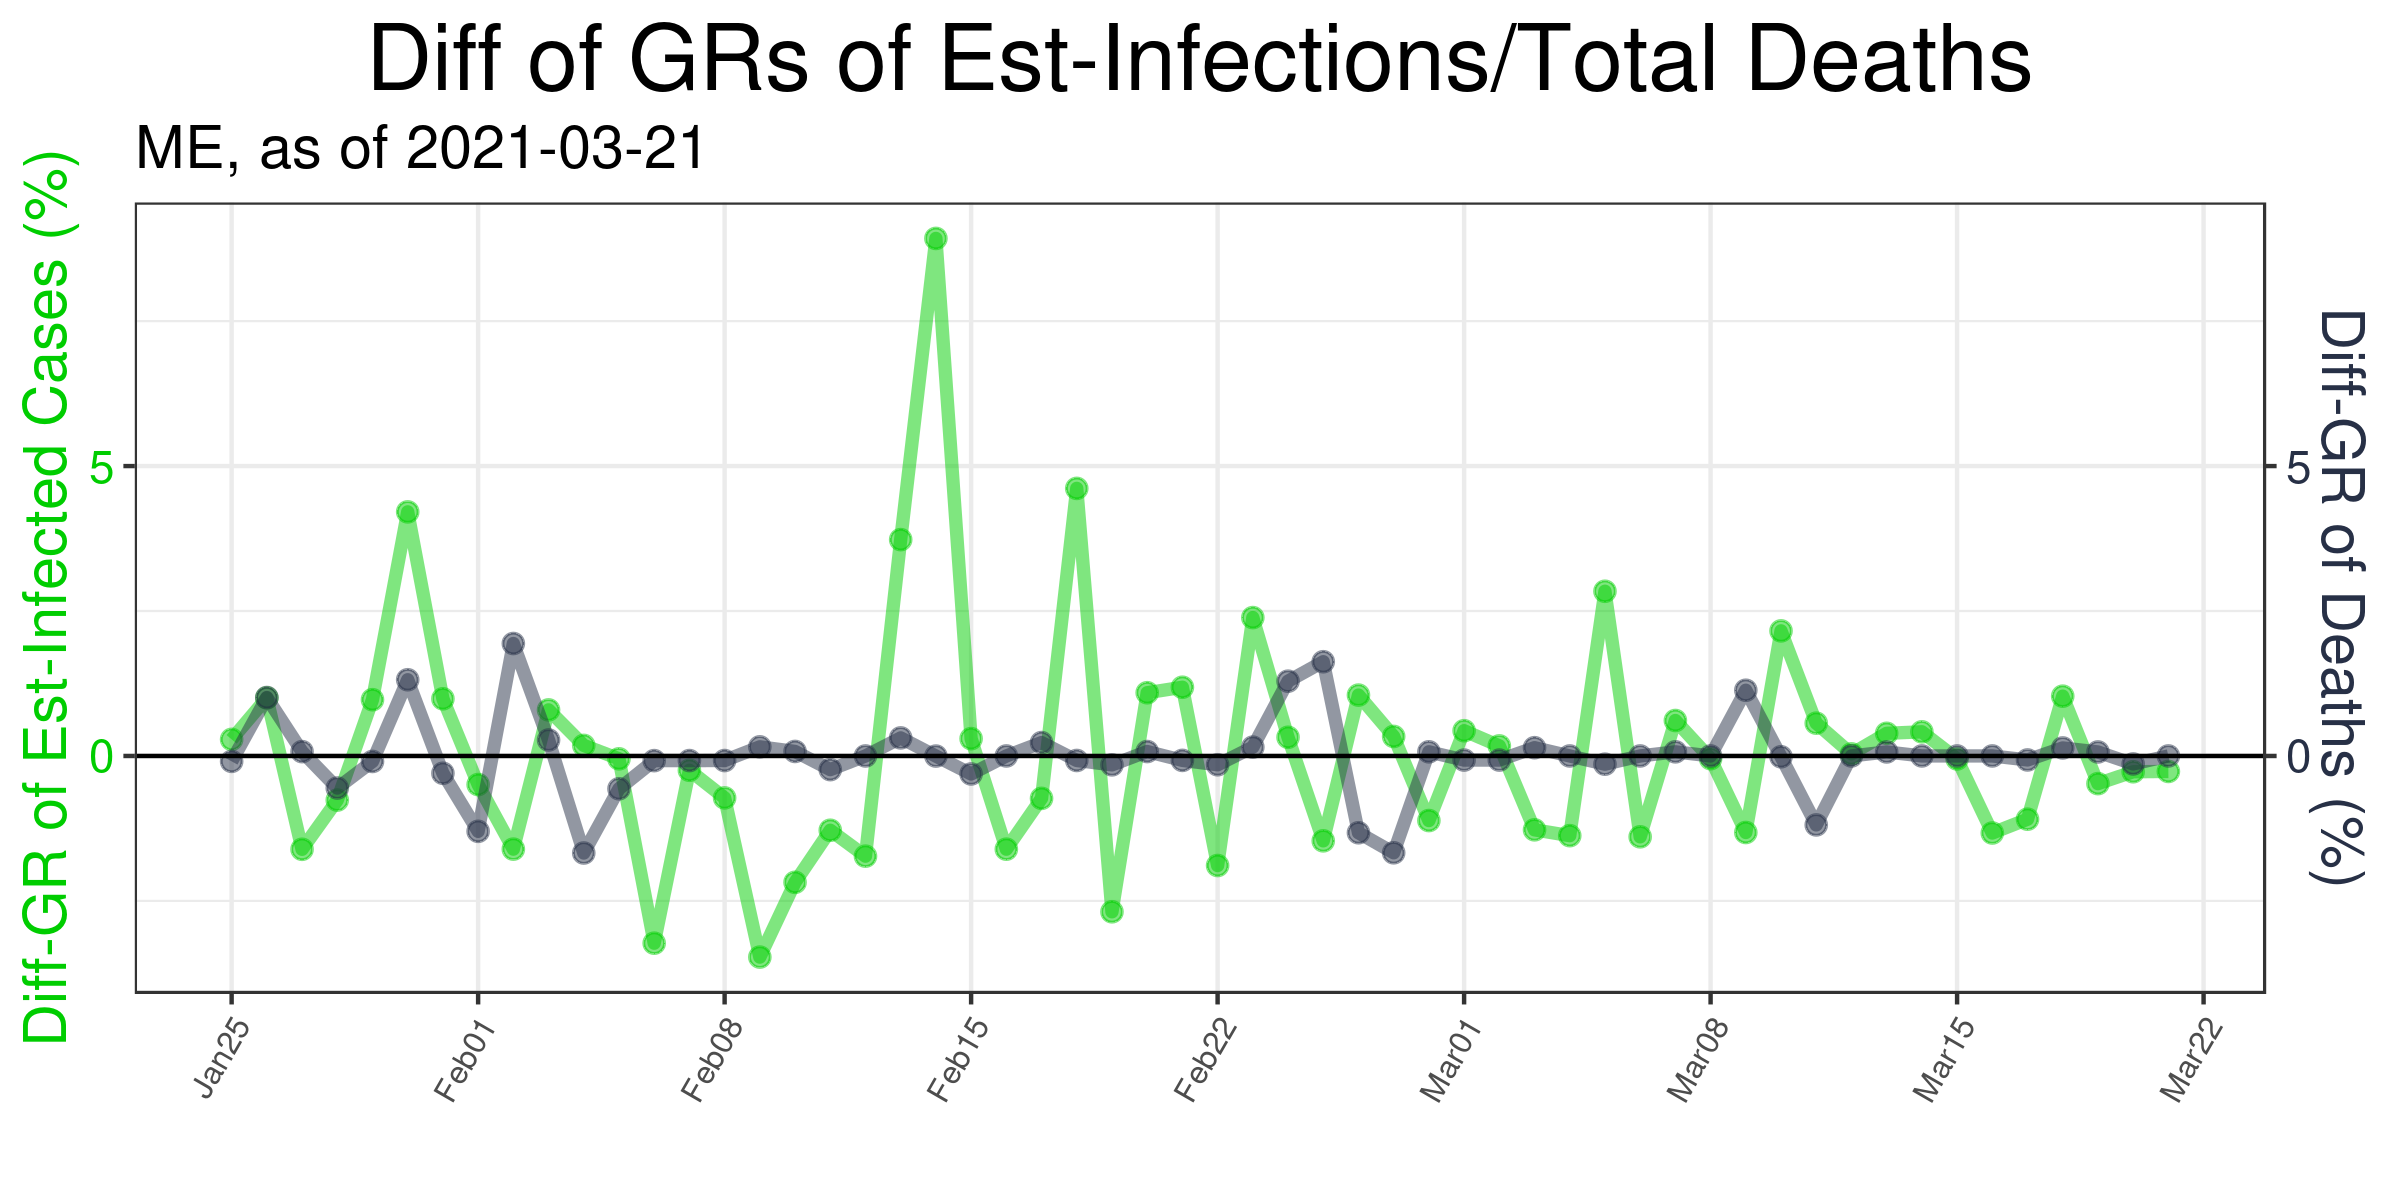 Diff of GRs of Est-Infections/Total Deaths
ME, as of 2021-03-21
Diff-GR of Est-Infected Cases (%)
5
0
5
0
Diff-GR of Deaths (%)
Jan25
Feb01
Feb08
Feb15
Feb22
Mar01
Mar08
Mar15
Mar22